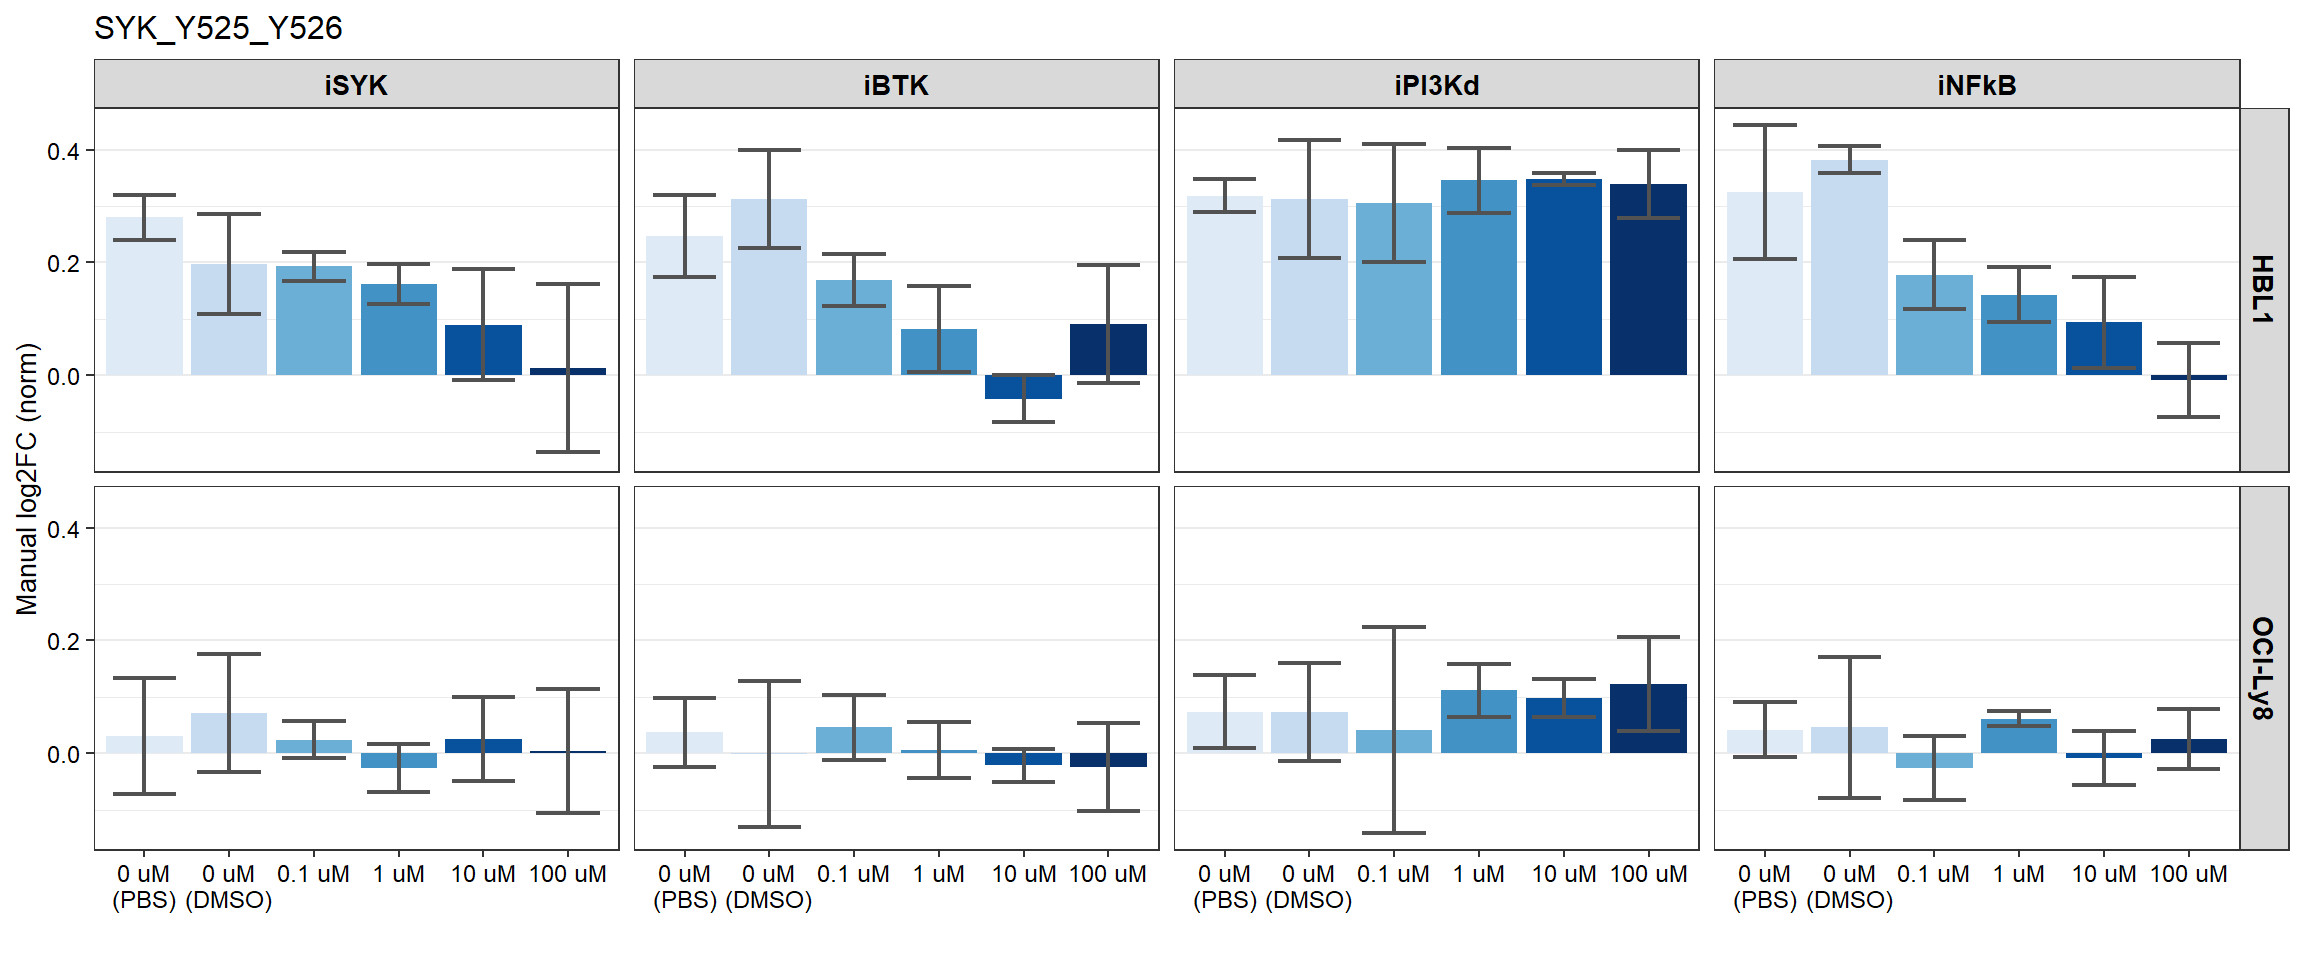 SYK_Y525_Y526
iSYK
iBTK
iPI3Kd
iNFkB
Manual log2FC (norm)
0.4
0.2
0.0
HBL1
0.4
0.2
0.0
OCI-Ly8
0 uM (PBS) 0 uM (DMSO) 0.1 uM 1 uM 10 uM 100 uM
0 uM (PBS) 0 uM (DMSO) 0.1 uM 1 uM 10 uM 100 uM
0 uM (PBS) 0 uM (DMSO) 0.1 uM 1 uM 10 uM 100 uM
0 uM (PBS) 0 uM (DMSO) 0.1 uM 1 uM 10 uM 100 uM